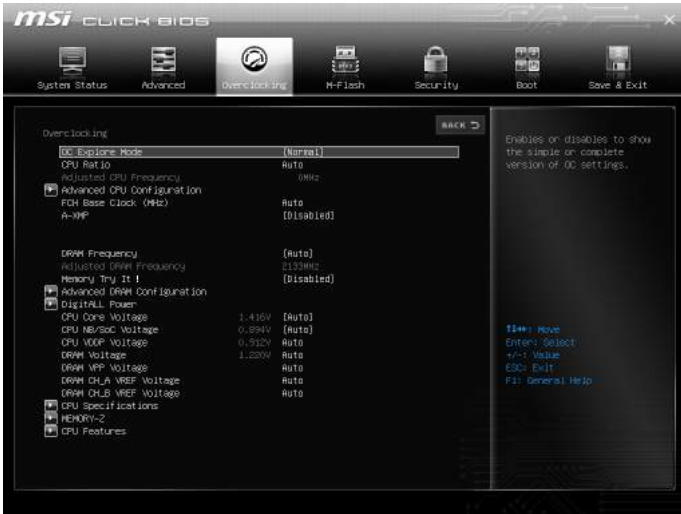 msi CLICK BIOS
System Status Advanced Overclocking M-Flash Security Boot Save & Exit
BACK
Overclocking
OC Explore Mode [Normal]
CPU Ratio Auto
Adjusted CPU Frequency 0MHz
Advanced CPU Configuration
FCH Base Clock (MHz) Auto
A-XMP [Disabled]
DRAM Frequency [Auto]
Adjusted DRAM Frequency 2133MHz
Memory Try It ! [Disabled]
Advanced DRAM Configuration
DigitALL Power
CPU Core Voltage 1.416V [Auto]
CPU NB/SoC Voltage 0.894V [Auto]
CPU VDDP Voltage 0.912V Auto
DRAM Voltage 1.220V Auto
DRAM VPP Voltage Auto
DRAM CH_A VREF Voltage Auto
DRAM CH_B VREF Voltage Auto
CPU Specifications
MEMORY-Z
CPU Features
Enables or disables to show
the simple or complete
version of OC settings.
↑↓←→: Move
Enter: Select
+/-: Value
ESC: Exit
F1: General Help